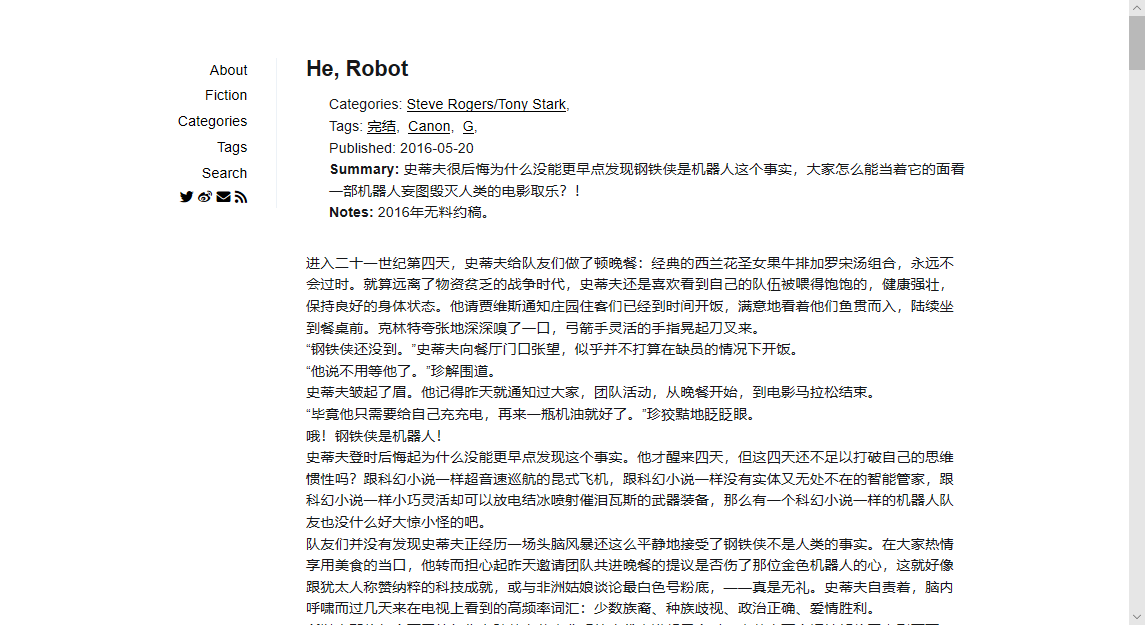 About
Fiction
Categories
Tags
Search
He, Robot
Categories: Steve Rogers/Tony Stark,
Tags: 完结, Canon, G,
Published: 2016-05-20
Summary: 史蒂夫很后悔为什么没能更早点发现钢铁侠是机器人这个事实，大家怎么能当着它的面看
一部机器人妄图毁灭人类的电影取乐？！
Notes: 2016年无料约稿。
进入二十一世纪第四天，史蒂夫给队友们做了顿晚餐：经典的西兰花圣女果牛排加罗宋汤组合，永远不
会过时。就算远离了物资贫乏的战争时代，史蒂夫还是喜欢看到自己的队伍被喂得饱饱的，健康强壮，
保持良好的身体状态。他请贾维斯通知庄园住客们已经到时间开饭，满意地看着他们鱼贯而入，陆续坐
到餐桌前。克林特夸张地深深嗅了一口，弓箭手灵活的手指晃起刀叉来。
“钢铁侠还没到。”史蒂夫向餐厅门口张望，似乎并不打算在缺员的情况下开饭。
“他说不用等他了。”珍解围道。
史蒂夫皱起了眉。他记得昨天就通知过大家，团队活动，从晚餐开始，到电影马拉松结束。
“毕竟他只需要给自己充充电，再来一瓶机油就好了。”珍狡黠地眨眨眼。
哦！钢铁侠是机器人！
史蒂夫登时后悔起为什么没能更早点发现这个事实。他才醒来四天，但这四天还不足以打破自己的思维
惯性吗？跟科幻小说一样超音速巡航的昆式飞机，跟科幻小说一样没有实体又无处不在的智能管家，跟
科幻小说一样小巧灵活却可以放电结冰喷射催泪瓦斯的武器装备，那么有一个科幻小说一样的机器人队
友也没什么好大惊小怪的吧。
队友们并没有发现史蒂夫正经历一场头脑风暴还这么平静地接受了钢铁侠不是人类的事实。在大家热情
享用美食的当口，他转而担心起昨天邀请团队共进晚餐的提议是否伤了那位金色机器人的心，这就好像
跟犹太人称赞纳粹的科技成就，或与非洲姑娘谈论最白色号粉底，——真是无礼。史蒂夫自责着，脑内
呼啸而过几天来在电视上看到的高频率词汇：少数族裔、种族歧视、政治正确、爱情胜利。